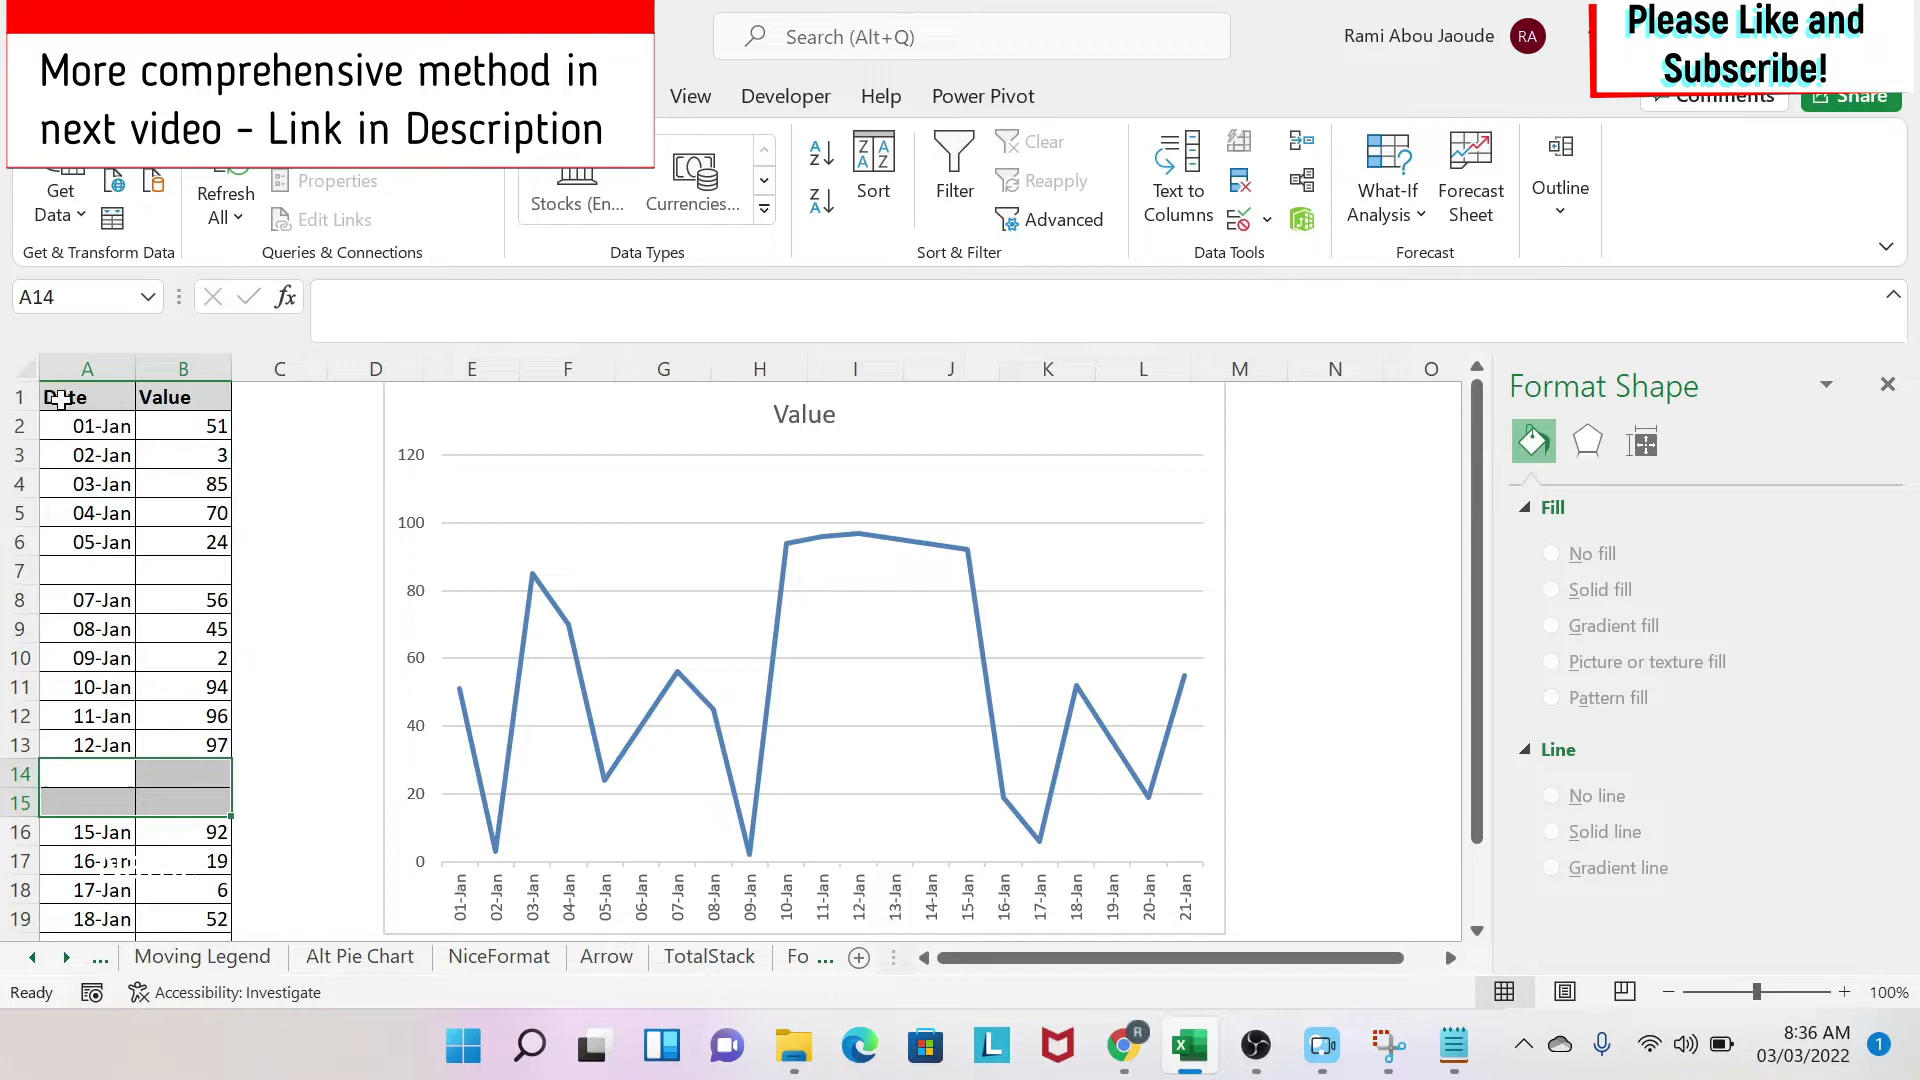 More comprehensive method in
next video - Link in Description
Search (Alt+Q)
Rami Abou Jaoude
RA
Please Like and
Subscribe!
View
Developer
Help
Power Pivot
Comments
Share
Get
Data
Refresh
All
Properties
Edit Links
Stocks (En...
Currencies...
Sort
Filter
Clear
Reapply
Advanced
Text to
Columns
What-If
Analysis
Forecast
Sheet
Outline
Get & Transform Data
Queries & Connections
Data Types
Sort & Filter
Data Tools
Forecast
A14
fx
A B C D E F G H I J K L M N O
1 Date Value
2 01-Jan 51
3 02-Jan 3
4 03-Jan 85
5 04-Jan 70
6 05-Jan 24
7
8 07-Jan 56
9 08-Jan 45
10 09-Jan 2
11 10-Jan 94
12 11-Jan 96
13 12-Jan 97
14
15
16 15-Jan 92
17 16-Jan 19
18 17-Jan 6
19 18-Jan 52
Value
120
100
80
60
40
20
0
01-Jan 02-Jan 03-Jan 04-Jan 05-Jan 06-Jan 07-Jan 08-Jan 09-Jan 10-Jan 11-Jan 12-Jan 13-Jan 14-Jan 15-Jan 16-Jan 17-Jan 18-Jan 19-Jan 20-Jan 21-Jan
Format Shape
Fill
No fill
Solid fill
Gradient fill
Picture or texture fill
Pattern fill
Line
No line
Solid line
Gradient line
... Moving Legend Alt Pie Chart NiceFormat Arrow TotalStack Fo ...
Ready
Accessibility: Investigate
100%
8:36 AM
03/03/2022
1